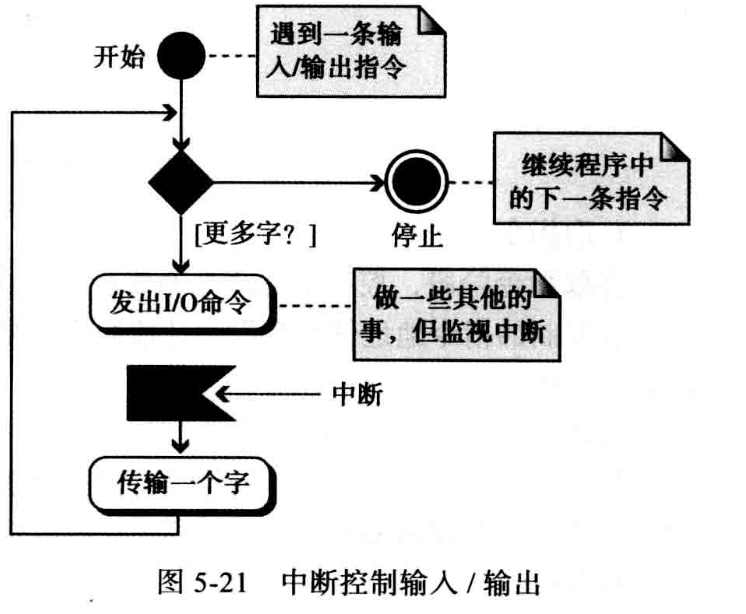 开始
遇到一条输
入/输出指令
继续程序中
的下一条指令
[更多字？]
停止
发出I/O命令
做一些其他的
事，但监视中断
中断
传输一个字
图 5-21 中断控制输入 / 输出